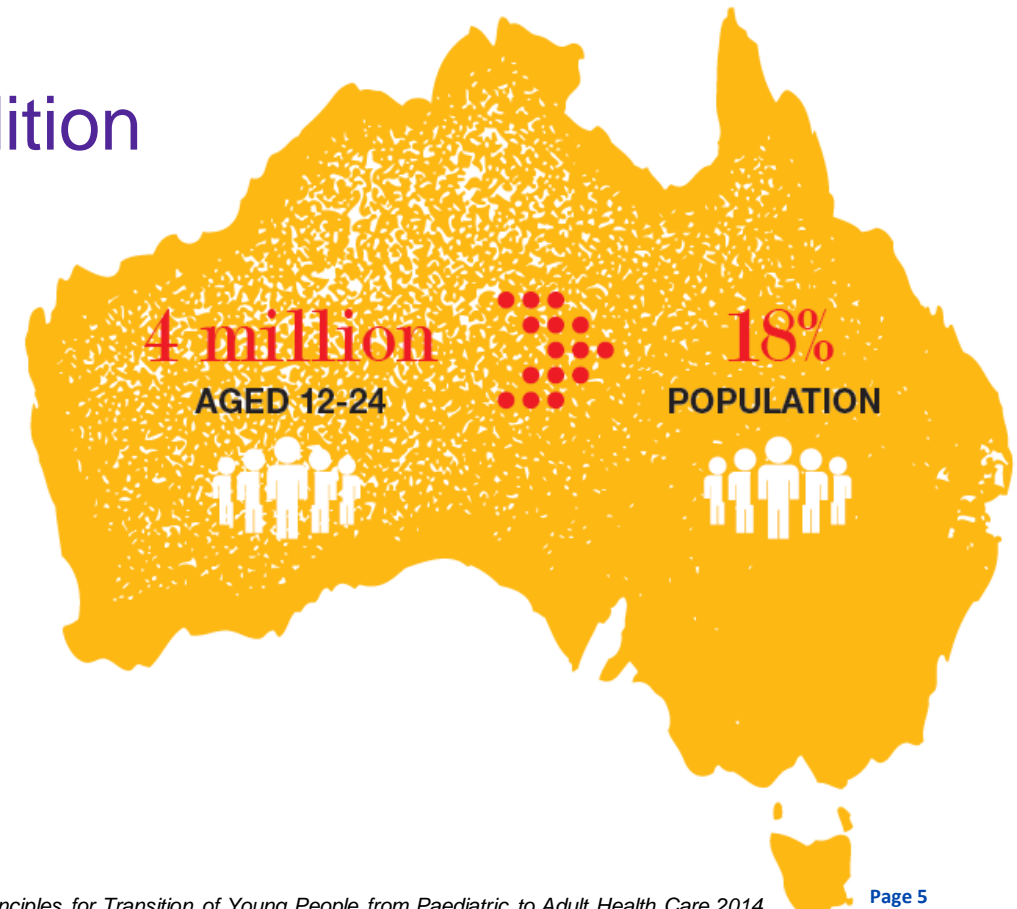 dition
4 million
18%
AGED 12-24
POPULATION
nciples for Transition of Young People from Paediatric to Adult Health Care 2014
Page 5